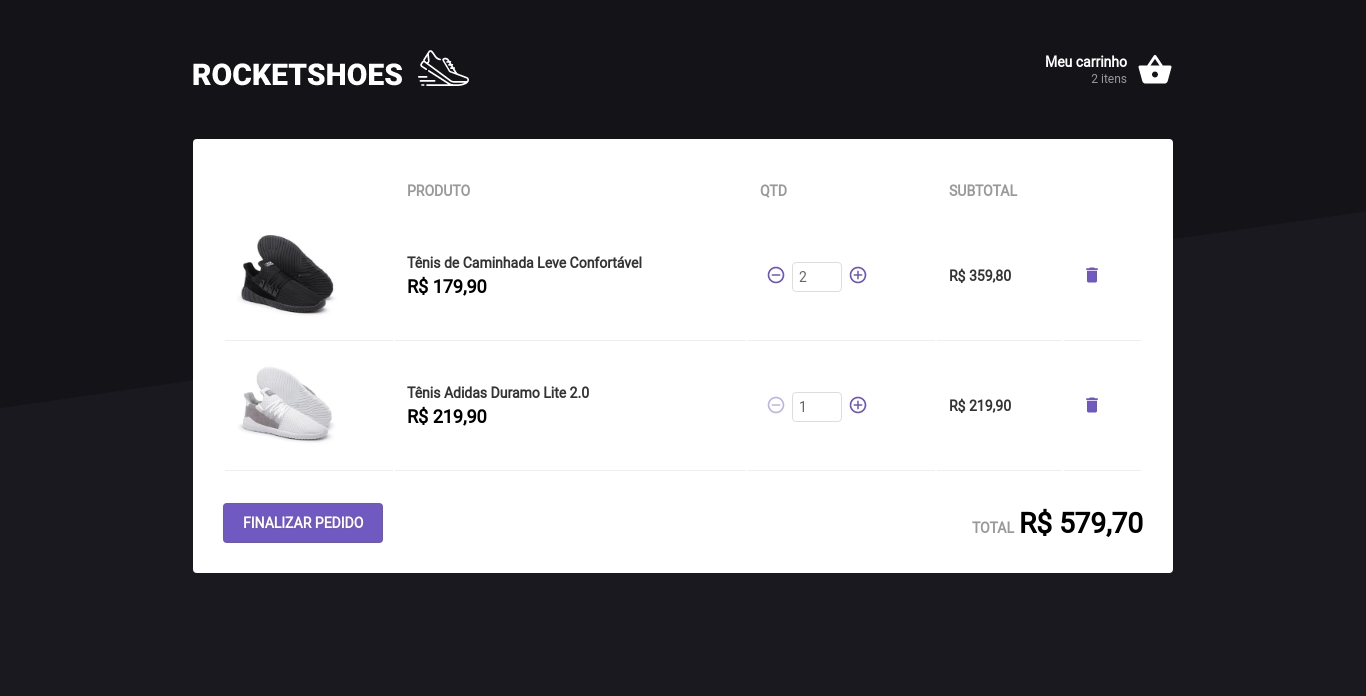 ROCKETSHOES
Meu carrinho
2 itens
PRODUTO QTD SUBTOTAL
Tênis de Caminhada Leve Confortável
R$ 179,90
2
R$ 359,80
Tênis Adidas Duramo Lite 2.0
R$ 219,90
1
R$ 219,90
FINALIZAR PEDIDO
TOTAL R$ 579,70